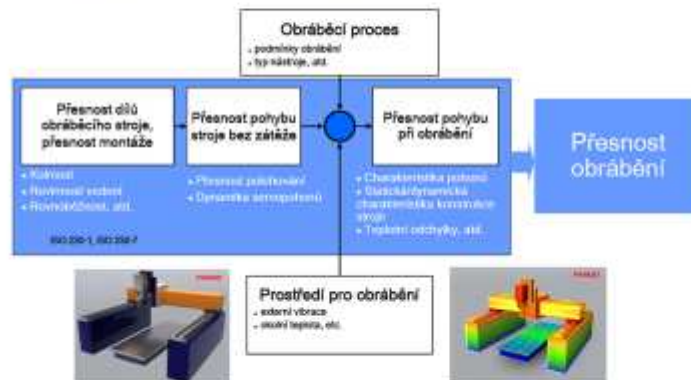 Obráběcí proces
• podmínky obrábění
• typ nástroje, atd.
Přesnost dílů
obráběcího stroje,
přesnost montáže
Přesnost pohybu
stroje bez zátěže
Přesnost pohybu
při obrábění
Přesnost
obrábění
• Kolmost
• Rovinnost vedení
• Rovnoběžnost, atd.
• Přesnost polohování
• Dynamika servopohonů
• Charakteristika pohonů
• Statická/dynamická
charakteristika konstrukce
stroje
• Teplotní odchylky, atd.
ISO 230-1, ISO 230-7
Prostředí pro obrábění
• externí vibrace
• okolní teplota, etc.